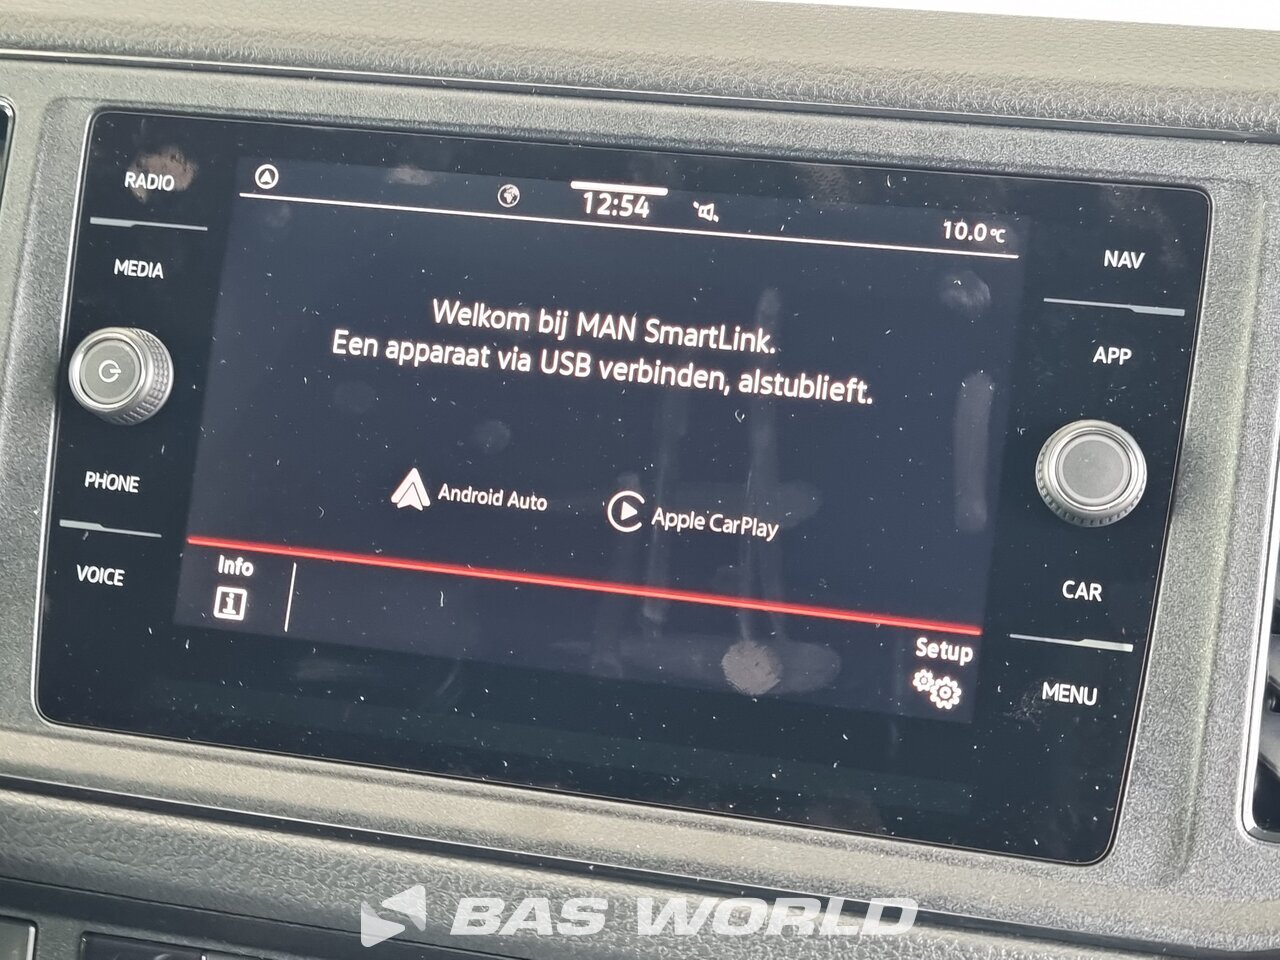 RADIO
MEDIA
PHONE
VOICE
12:54
10.0°C
Welkom bij MAN SmartLink.
Een apparaat via USB verbinden, alstublieft.
Android Auto
Apple CarPlay
Info
Setup
NAV
APP
CAR
MENU
BAS WORLD